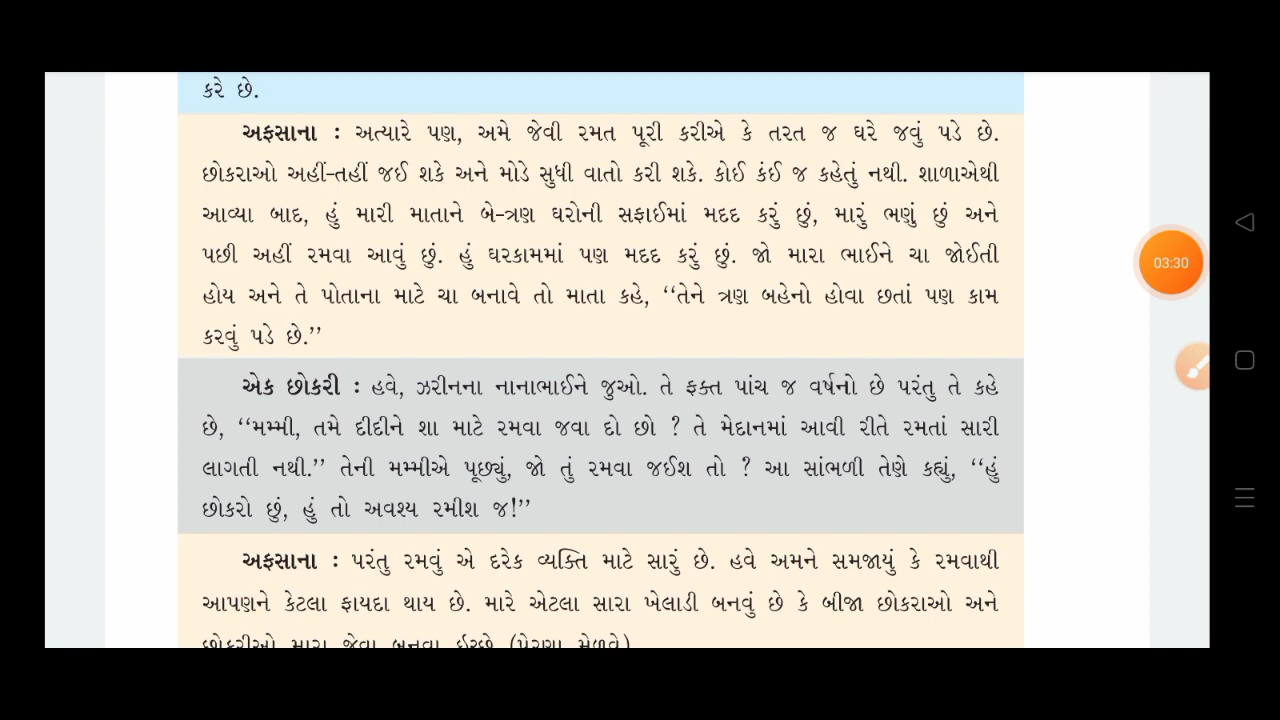 કરે છે.
અફસાના : અત્યારે પણ, અમે જેવી રમત પૂરી કરીએ કે તરત જ ઘરે જવું પડે છે.
છોકરાઓ અહીં-તહીં જઈ શકે અને મોડે સુધી વાતો કરી શકે. કોઈ કંઈ જ કહેતું નથી. શાળાએથી
આવ્યા બાદ, હું મારી માતાને બે-ત્રણ ઘરોની સફાઈમાં મદદ કરું છું, મારું ભણું છું અને
પછી અહીં રમવા આવું છું. હું ઘરકામમાં પણ મદદ કરું છું. જો મારા ભાઈને ચા જોઈતી
હોય અને તે પોતાના માટે ચા બનાવે તો માતા કહે, ‘‘તેને ત્રણ બહેનો હોવા છતાં પણ કામ
કરવું પડે છે.’’
એક છોકરી : હવે, ઝરીનના નાનાભાઈને જુઓ. તે ફક્ત પાંચ જ વર્ષનો છે પરંતુ તે કહે
છે, ‘‘મમ્મી, તમે દીદીને શા માટે રમવા જવા દો છો ? તે મેદાનમાં આવી રીતે રમતાં સારી
લાગતી નથી.’’ તેની મમ્મીએ પૂછ્યું, જો તું રમવા જઈશ તો ? આ સાંભળી તેણે કહ્યું, ‘‘હું
છોકરો છું, હું તો અવશ્ય રમીશ જ!’’
અફસાના : પરંતુ રમવું એ દરેક વ્યક્તિ માટે સારું છે. હવે અમને સમજાયું કે રમવાથી
આપણને કેટલા ફાયદા થાય છે. મારે એટલા સારા ખેલાડી બનવું છે કે બીજા છોકરાઓ અને
છોકરીઓ મારા જેવા બનવા ઇચ્છે (પ્રેરણા મેળવે)
03:30